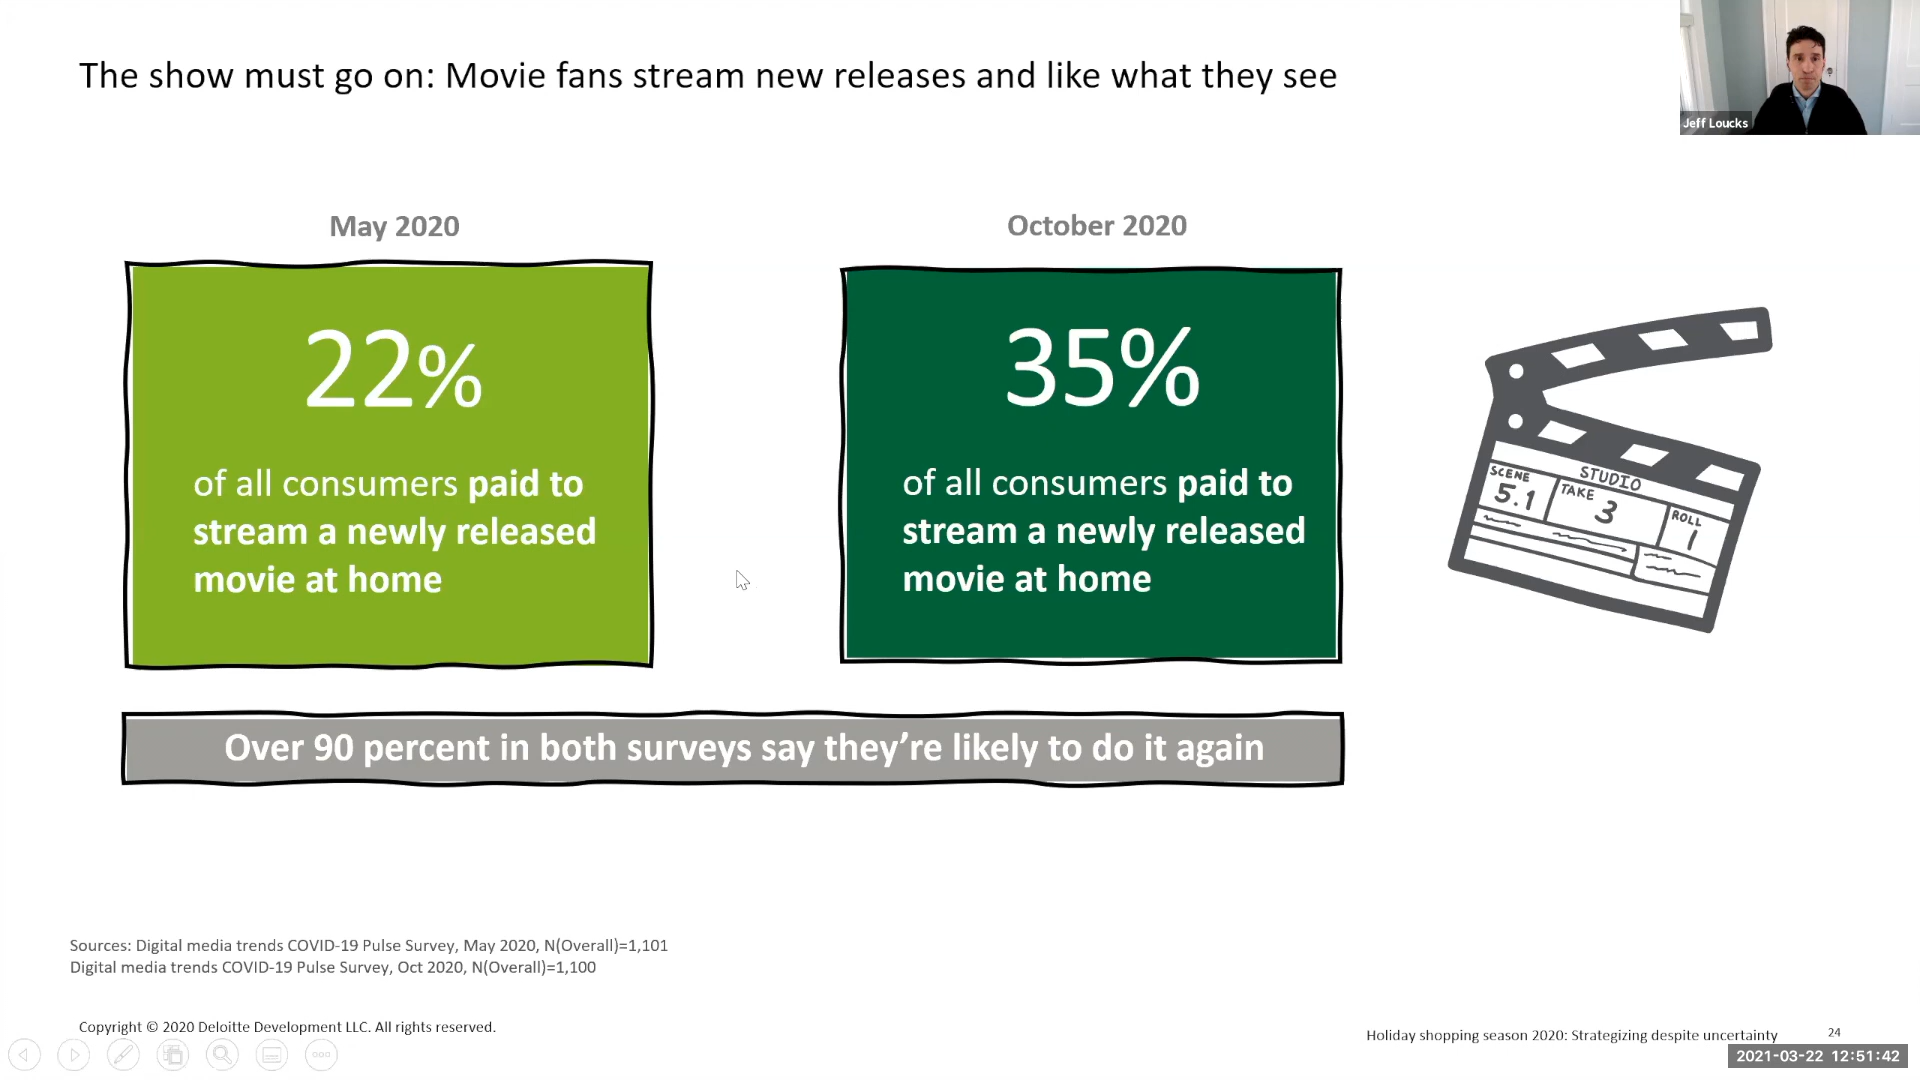 The show must go on: Movie fans stream new releases and like what they see
Jeff Loucks
May 2020
22%
of all consumers paid to
stream a newly released
movie at home
October 2020
35%
of all consumers paid to
stream a newly released
movie at home
SCENE
5.1
STUDIO
TAKE
3
ROLL
1
Over 90 percent in both surveys say they’re likely to do it again
Sources: Digital media trends COVID-19 Pulse Survey, May 2020, N(Overall)=1,101
Digital media trends COVID-19 Pulse Survey, Oct 2020, N(Overall)=1,100
Copyright © 2020 Deloitte Development LLC. All rights reserved.
Holiday shopping season 2020: Strategizing despite uncertainty
24
2021-03-22 12:51:42